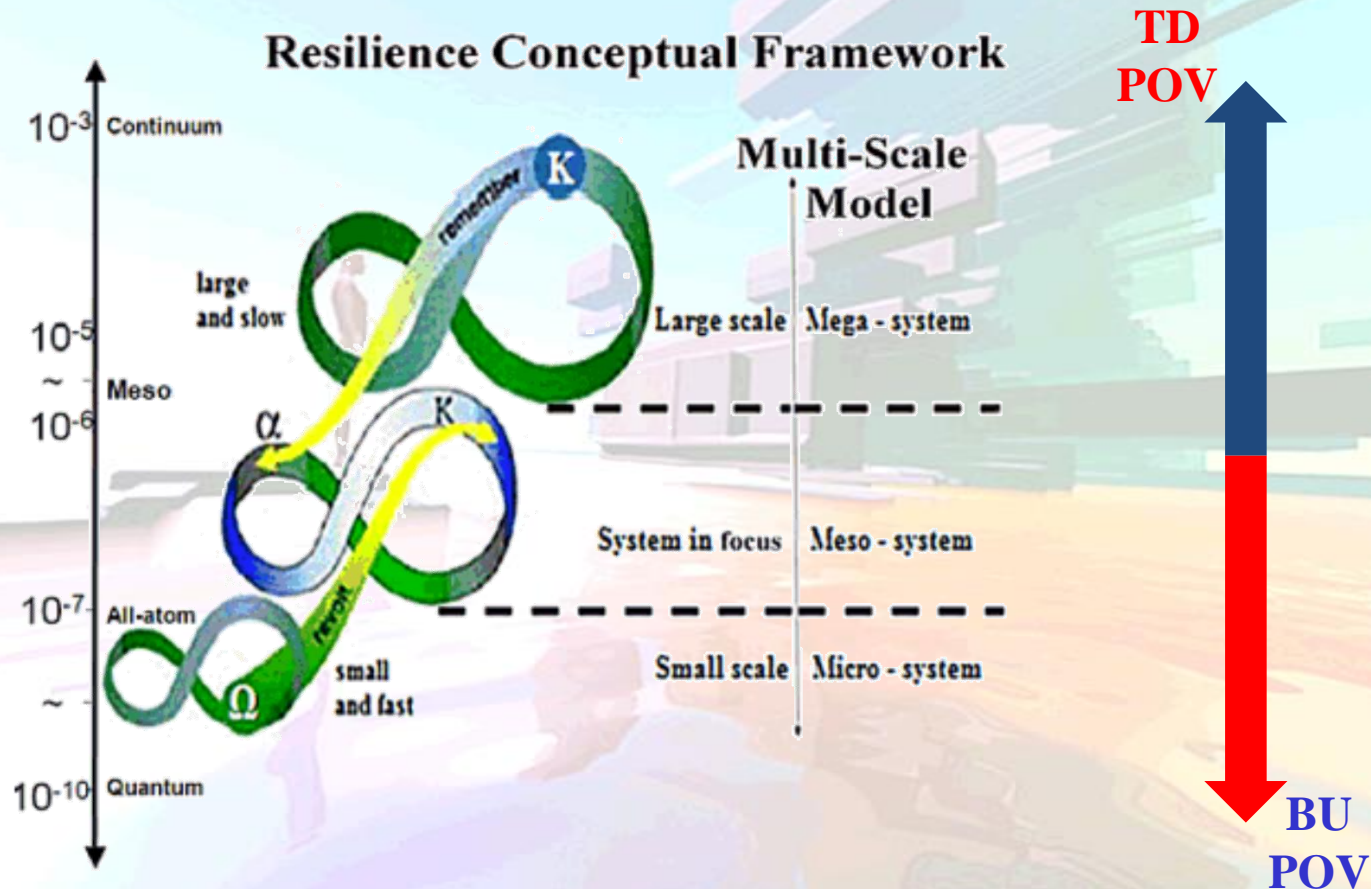 Resilience Conceptual Framework
TD
POV
10-3 Continuum
K
remember
Multi-Scale
Model
large
and slow
10-5
Large scale Mega - system
~
Meso
10-6
α
K
System in focus Meso - system
10-7
All-atom
revolt
small
and fast
Small scale Micro - system
~
Ω
10-10 Quantum
BU
POV